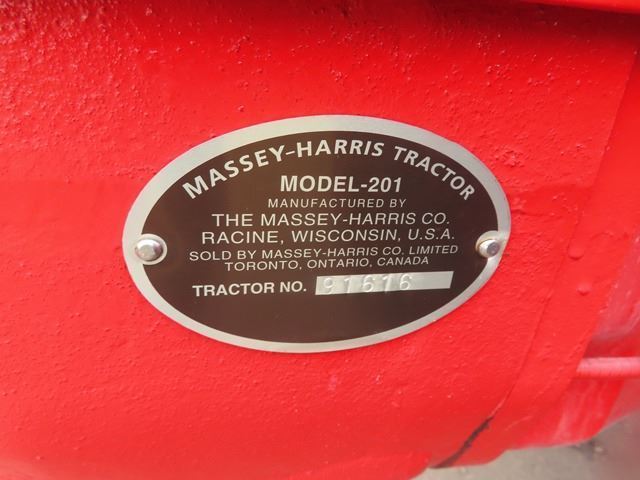 MASSEY-HARRIS TRACTOR
MODEL-201
MANUFACTURED BY
THE MASSEY-HARRIS CO.
RACINE, WISCONSIN, U.S.A.
SOLD BY MASSEY-HARRIS CO. LIMITED
TORONTO, ONTARIO, CANADA
TRACTOR NO. 91616